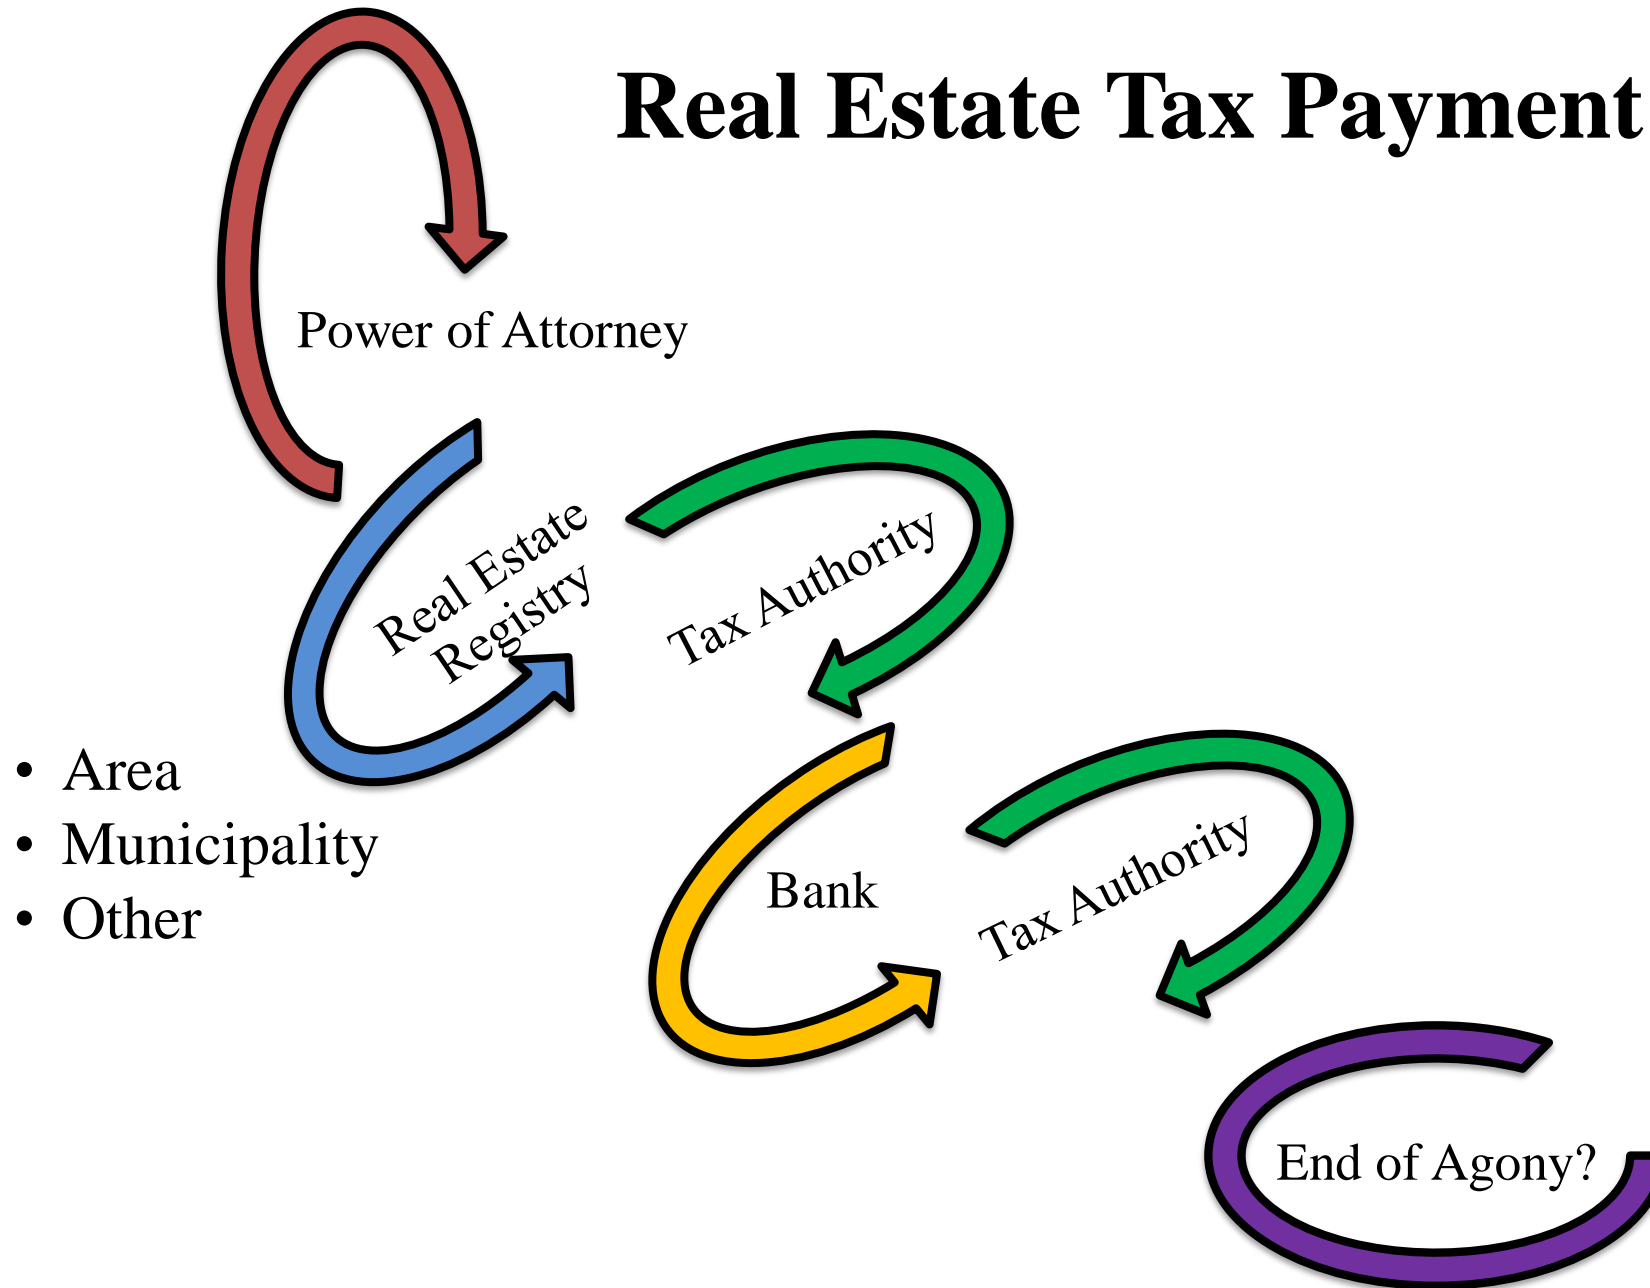 Real Estate Tax Payment
Power of Attorney
Real Estate
Registry
Tax Authority
• Area
• Municipality
• Other
Bank
Tax Authority
End of Agony?